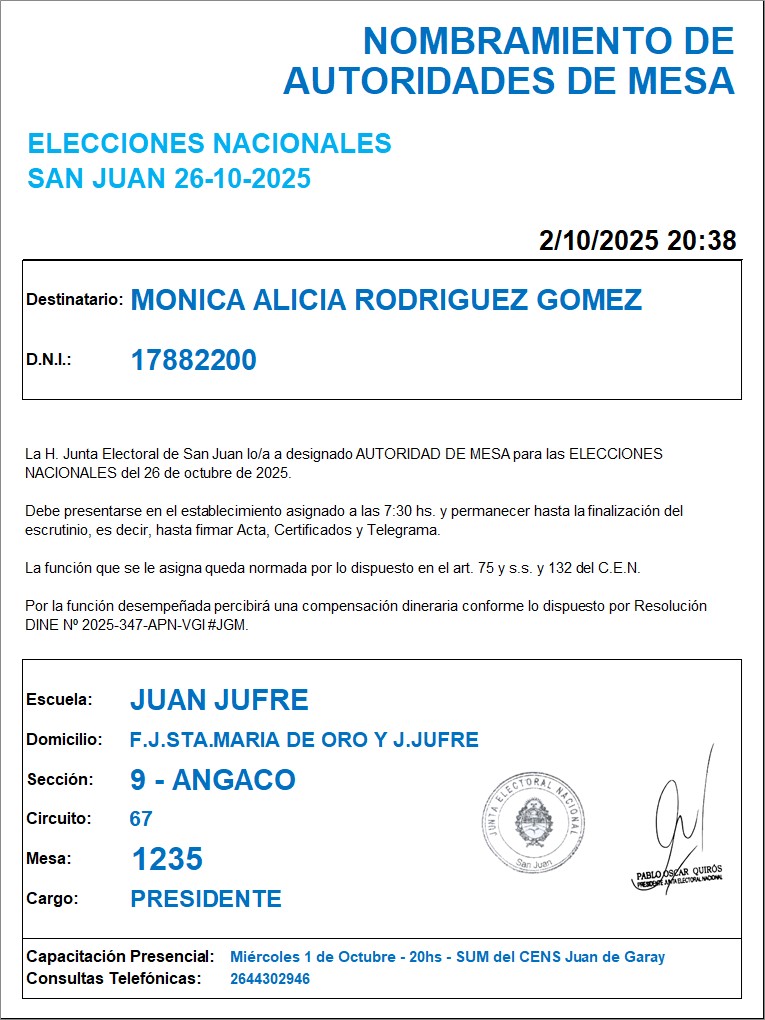 NOMBRAMIENTO DE
AUTORIDADES DE MESA
ELECCIONES NACIONALES
SAN JUAN 26-10-2025
2/10/2025 20:38
Destinatario: MONICA ALICIA RODRIGUEZ GOMEZ
D.N.I.: 17882200
La H. Junta Electoral de San Juan lo/a a designado AUTORIDAD DE MESA para las ELECCIONES
NACIONALES del 26 de octubre de 2025.
Debe presentarse en el establecimiento asignado a las 7:30 hs. y permanecer hasta la finalización del
escrutinio, es decir, hasta firmar Acta, Certificados y Telegrama.
La función que se le asigna queda normada por lo dispuesto en el art. 75 y s.s. y 132 del C.E.N.
Por la función desempeñada percibirá una compensación dineraria conforme lo dispuesto por Resolución
DINE Nº 2025-347-APN-VGI#JGM.
Escuela: JUAN JUFRE
Domicilio: F.J.STA.MARIA DE ORO Y J.JUFRE
Sección: 9 - ANGACO
Circuito: 67
Mesa: 1235
Cargo: PRESIDENTE
JUNTA ELECTORAL NACIONAL
San Juan
PABLO OSCAR QUIRÓS
PRESIDENTE JUNTA ELECTORAL NACIONAL
Capacitación Presencial: Miércoles 1 de Octubre - 20hs - SUM del CENS Juan de Garay
Consultas Telefónicas: 2644302946